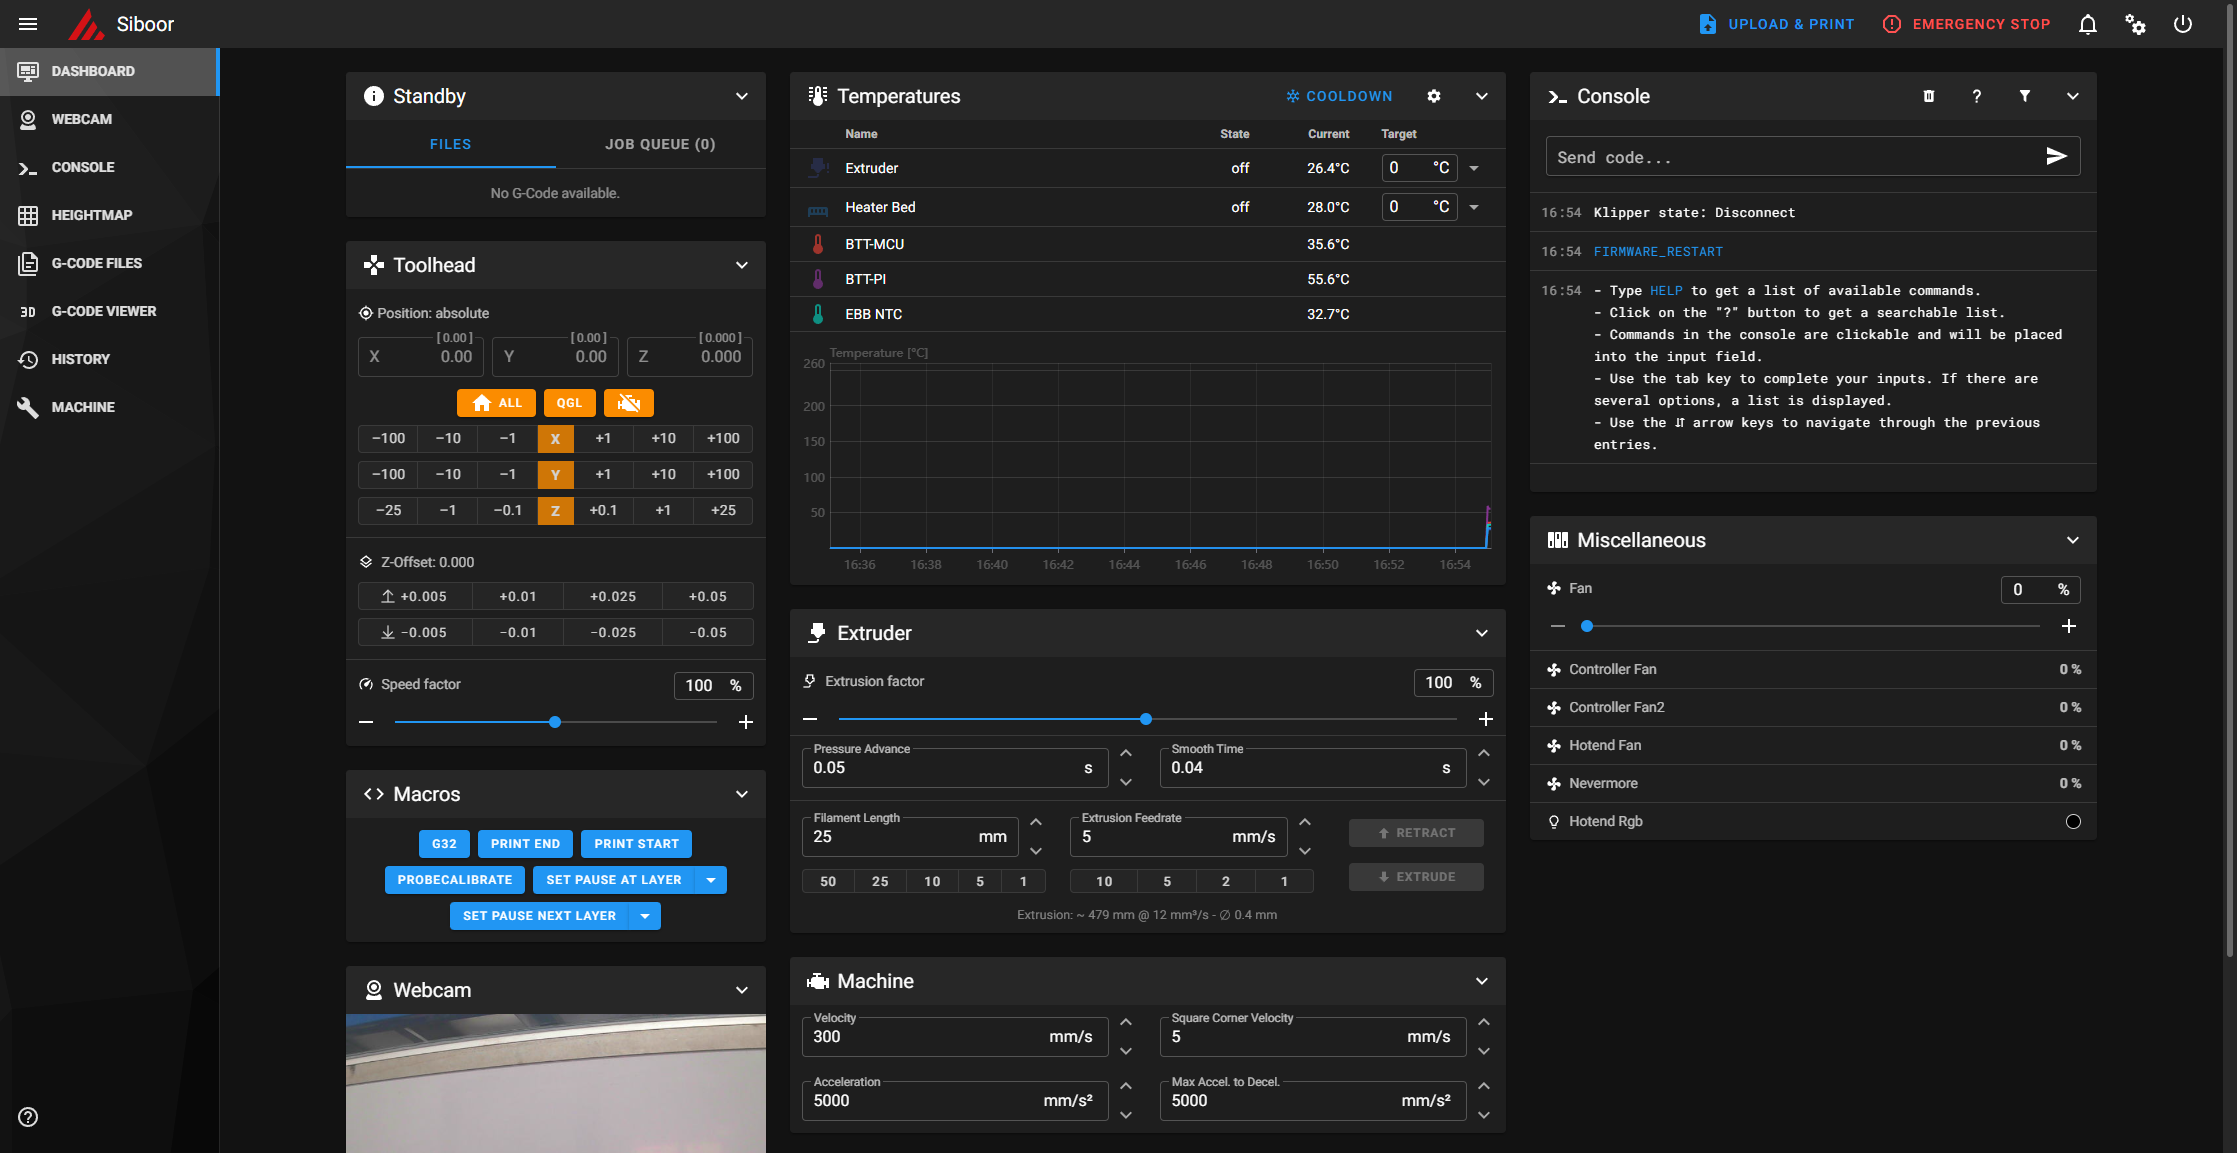 Siboor
UPLOAD & PRINT
EMERGENCY STOP
DASHBOARD
WEBCAM
CONSOLE
HEIGHTMAP
G-CODE FILES
3D G-CODE VIEWER
HISTORY
MACHINE
Standby
FILES JOB QUEUE (0)
No G-Code available.
Toolhead
Position: absolute
[ 0.00 ] [ 0.00 ] [ 0.000 ]
X 0.00 Y 0.00 Z 0.000
ALL QGL
−100 −10 −1 X +1 +10 +100
−100 −10 −1 Y +1 +10 +100
−25 −1 −0.1 Z +0.1 +1 +25
Z-Offset: 0.000
+0.005 +0.01 +0.025 +0.05
−0.005 −0.01 −0.025 −0.05
Speed factor 100 %
Macros
G32 PRINT END PRINT START
PROBECALIBRATE SET PAUSE AT LAYER
SET PAUSE NEXT LAYER
Webcam
Temperatures COOLDOWN
Name State Current Target
Extruder off 26.4°C 0 °C
Heater Bed off 28.0°C 0 °C
BTT-MCU 35.6°C
BTT-PI 55.6°C
EBB NTC 32.7°C
Temperature [°C]
260
200
150
100
50
16:36 16:38 16:40 16:42 16:44 16:46 16:48 16:50 16:52 16:54
Extruder
Extrusion factor 100 %
Pressure Advance Smooth Time
0.05 s 0.04 s
Filament Length Extrusion Feedrate
25 mm 5 mm/s RETRACT
50 25 10 5 1 10 5 2 1 EXTRUDE
Extrusion: ~ 479 mm @ 12 mm³/s - ∅ 0.4 mm
Machine
Velocity Square Corner Velocity
300 mm/s 5 mm/s
Acceleration Max Accel. to Decel.
5000 mm/s² 5000 mm/s²
Console ?
Send code...
16:54 Klipper state: Disconnect
16:54 FIRMWARE_RESTART
16:54 - Type HELP to get a list of available commands.
- Click on the "?" button to get a searchable list.
- Commands in the console are clickable and will be placed
into the input field.
- Use the tab key to complete your inputs. If there are
several options, a list is displayed.
- Use the ⇵ arrow keys to navigate through the previous
entries.
Miscellaneous
Fan 0 %
Controller Fan 0 %
Controller Fan2 0 %
Hotend Fan 0 %
Nevermore 0 %
Hotend Rgb